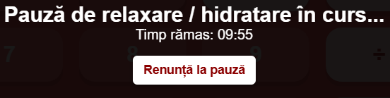 Pauză de relaxare / hidratare în curs...
Timp rămas: 09:55
Renunță la pauză